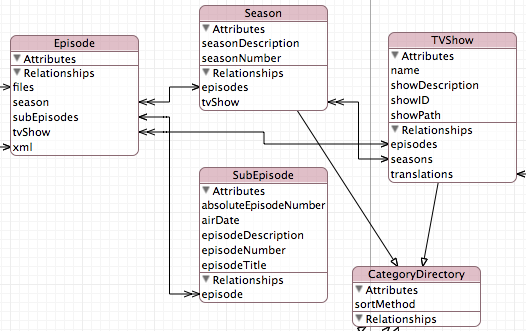 Episode
Attributes
Relationships
files
season
subEpisodes
tvShow
xml
Season
Attributes
seasonDescription
seasonNumber
Relationships
episodes
tvShow
TVShow
Attributes
name
showDescription
showID
showPath
Relationships
episodes
seasons
translations
SubEpisode
Attributes
absoluteEpisodeNumber
airDate
episodeDescription
episodeNumber
episodeTitle
Relationships
episode
CategoryDirectory
Attributes
sortMethod
Relationships